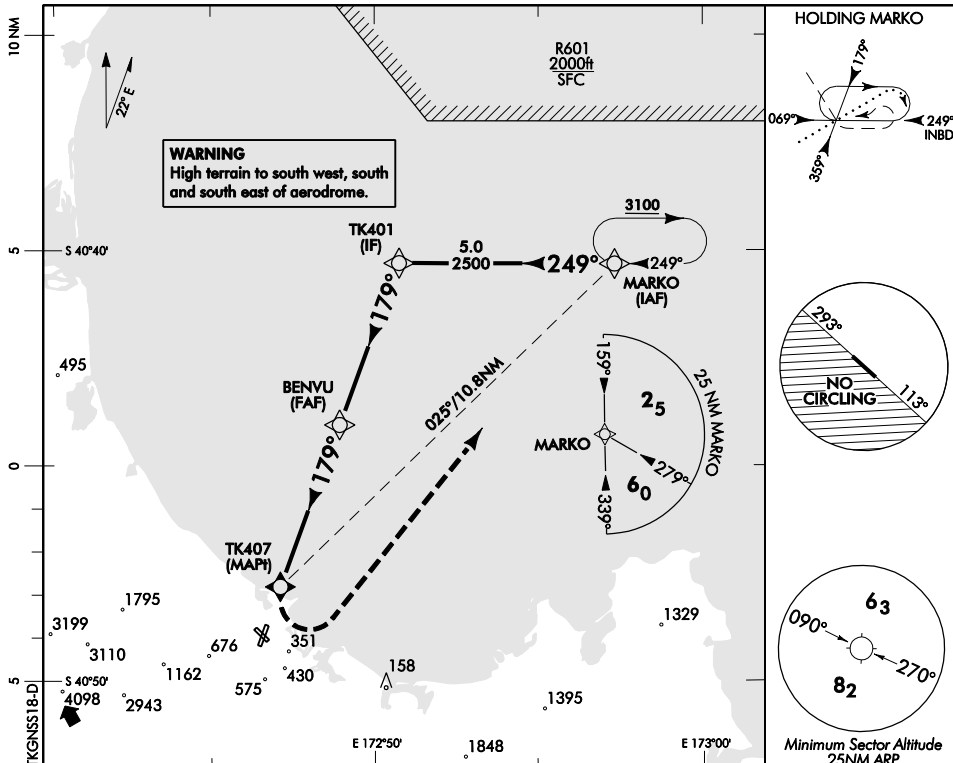 10 NM
5
0
5
TKGNSS18-D
22° E
WARNING
High terrain to south west, south
and south east of aerodrome.
R601
2000ft
SFC
S 40°40'
TK401
(IF)
5.0
2500
249°
3100
249°
MARKO
(IAF)
179°
495
BENVU
(FAF)
025°/10.8NM
179°
159°
25
25 NM MARKO
MARKO
279°
60
339°
TK407
(MAPt)
1795
3199
3110
676
1162
351
430
575
158
1329
1395
S 40°50'
4098
2943
E 172°50'
1848
E 173°00'
HOLDING MARKO
179°
069°
249°
INBD
359°
293°
NO
CIRCLING
113°
63
090°
270°
82
Minimum Sector Altitude
25NM ARP